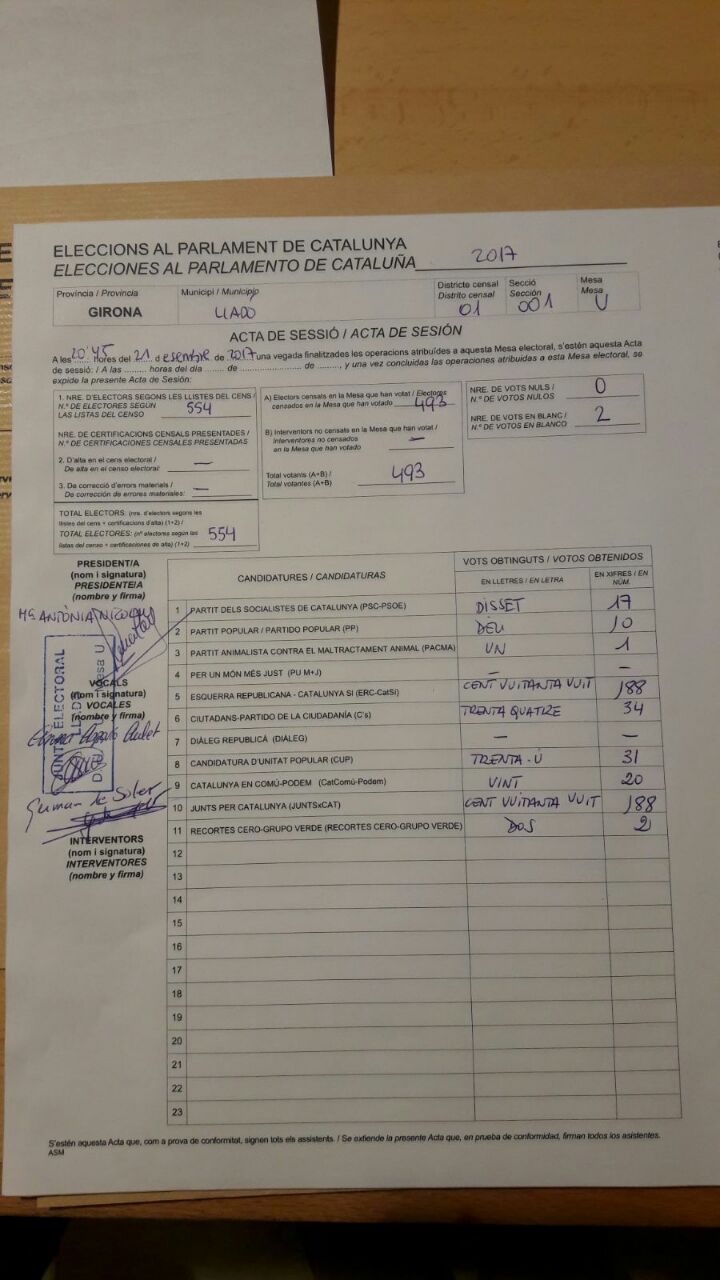 ELECCIONS AL PARLAMENT DE CATALUNYA
ELECCIONES AL PARLAMENTO DE CATALUÑA 2017
Província / Provincia
GIRONA
Municipi / Municipio
LLADO
Districte censal
Distrito censal
01
Secció
Sección
001
Mesa
Mesa
U
ACTA DE SESSIÓ / ACTA DE SESIÓN
A les 20'45 hores del 21 d esembre de 2017 una vegada finalitzades les operacions atribuïdes a aquesta Mesa electoral, s'estén aquesta Acta
de sessió: / A las ......... hores del día ...... de ........................ de ........, y una vez concluidas las operaciones atribuidas a esta Mesa electoral, se
expide la presente Acta de Sesión:
1. NRE. D'ELECTORS SEGONS LES LLISTES DEL CENS /
N.º DE ELECTORES SEGÚN
LAS LISTAS DEL CENSO 554
NRE. DE CERTIFICACIONS CENSALS PRESENTADES /
N.º DE CERTIFICACIONES CENSALES PRESENTADAS
2. D'alta en el cens electoral /
De alta en el censo electoral: —
3. De correcció d'errors materials /
De corrección de errores materiales: —
TOTAL ELECTORS: (nre. d'electors segons les
llistes del cens + certificacions d'alta) (1+2) /
TOTAL ELECTORES: (nº electores según las
listas del censo + certificaciones de alta) (1+2) 554
A) Electors censats en la Mesa que han votat / Electores
censados en la Mesa que han votado 493
B) Interventors no censats en la Mesa que han votat /
Interventores no censados
en la Mesa que han votado —
Total votants (A+B) /
Total votantes (A+B) 493
NRE. DE VOTS NULS /
N.º DE VOTOS NULOS 0
NRE. DE VOTS EN BLANC /
N.º DE VOTOS EN BLANCO 2
PRESIDENT/A
(nom i signatura)
PRESIDENTE/A
(nombre y firma)
Mª ANTÒNIA
JUNTA ELECTORAL
Mesa U
VOCALS
(nom i signatura)
VOCALES
(nombre y firma)
German de Soler
INTERVENTORS
(nom i signatura)
INTERVENTORES
(nombre y firma)
CANDIDATURES / CANDIDATURAS
VOTS OBTINGUTS / VOTOS OBTENIDOS
EN LLETRES / EN LETRA
EN XIFRES / EN NÚM.
1 PARTIT DELS SOCIALISTES DE CATALUNYA (PSC-PSOE) DISSET 17
2 PARTIT POPULAR / PARTIDO POPULAR (PP) DEU 10
3 PARTIT ANIMALISTA CONTRA EL MALTRACTAMENT ANIMAL (PACMA) UN 1
4 PER UN MÓN MÉS JUST (PU M+J) — —
5 ESQUERRA REPUBLICANA - CATALUNYA SÍ (ERC-CatSí) CENT VUITANTA VUIT 188
6 CIUTADANS-PARTIDO DE LA CIUDADANÍA (C's) TRENTA QUATRE 34
7 DIÀLEG REPUBLICÀ (DIÀLEG) — —
8 CANDIDATURA D'UNITAT POPULAR (CUP) TRENTA-Ú 31
9 CATALUNYA EN COMÚ-PODEM (CatComú-Podem) VINT 20
10 JUNTS PER CATALUNYA (JUNTSxCAT) CENT VUITANTA VUIT 188
11 RECORTES CERO-GRUPO VERDE (RECORTES CERO-GRUPO VERDE) DOS 2
12
13
14
15
16
17
18
19
20
21
22
23
S'estén aquesta Acta que, com a prova de conformitat, signen tots els assistents. / Se extiende la presente Acta que, en prueba de conformidad, firman todos los asistentes.
ASM